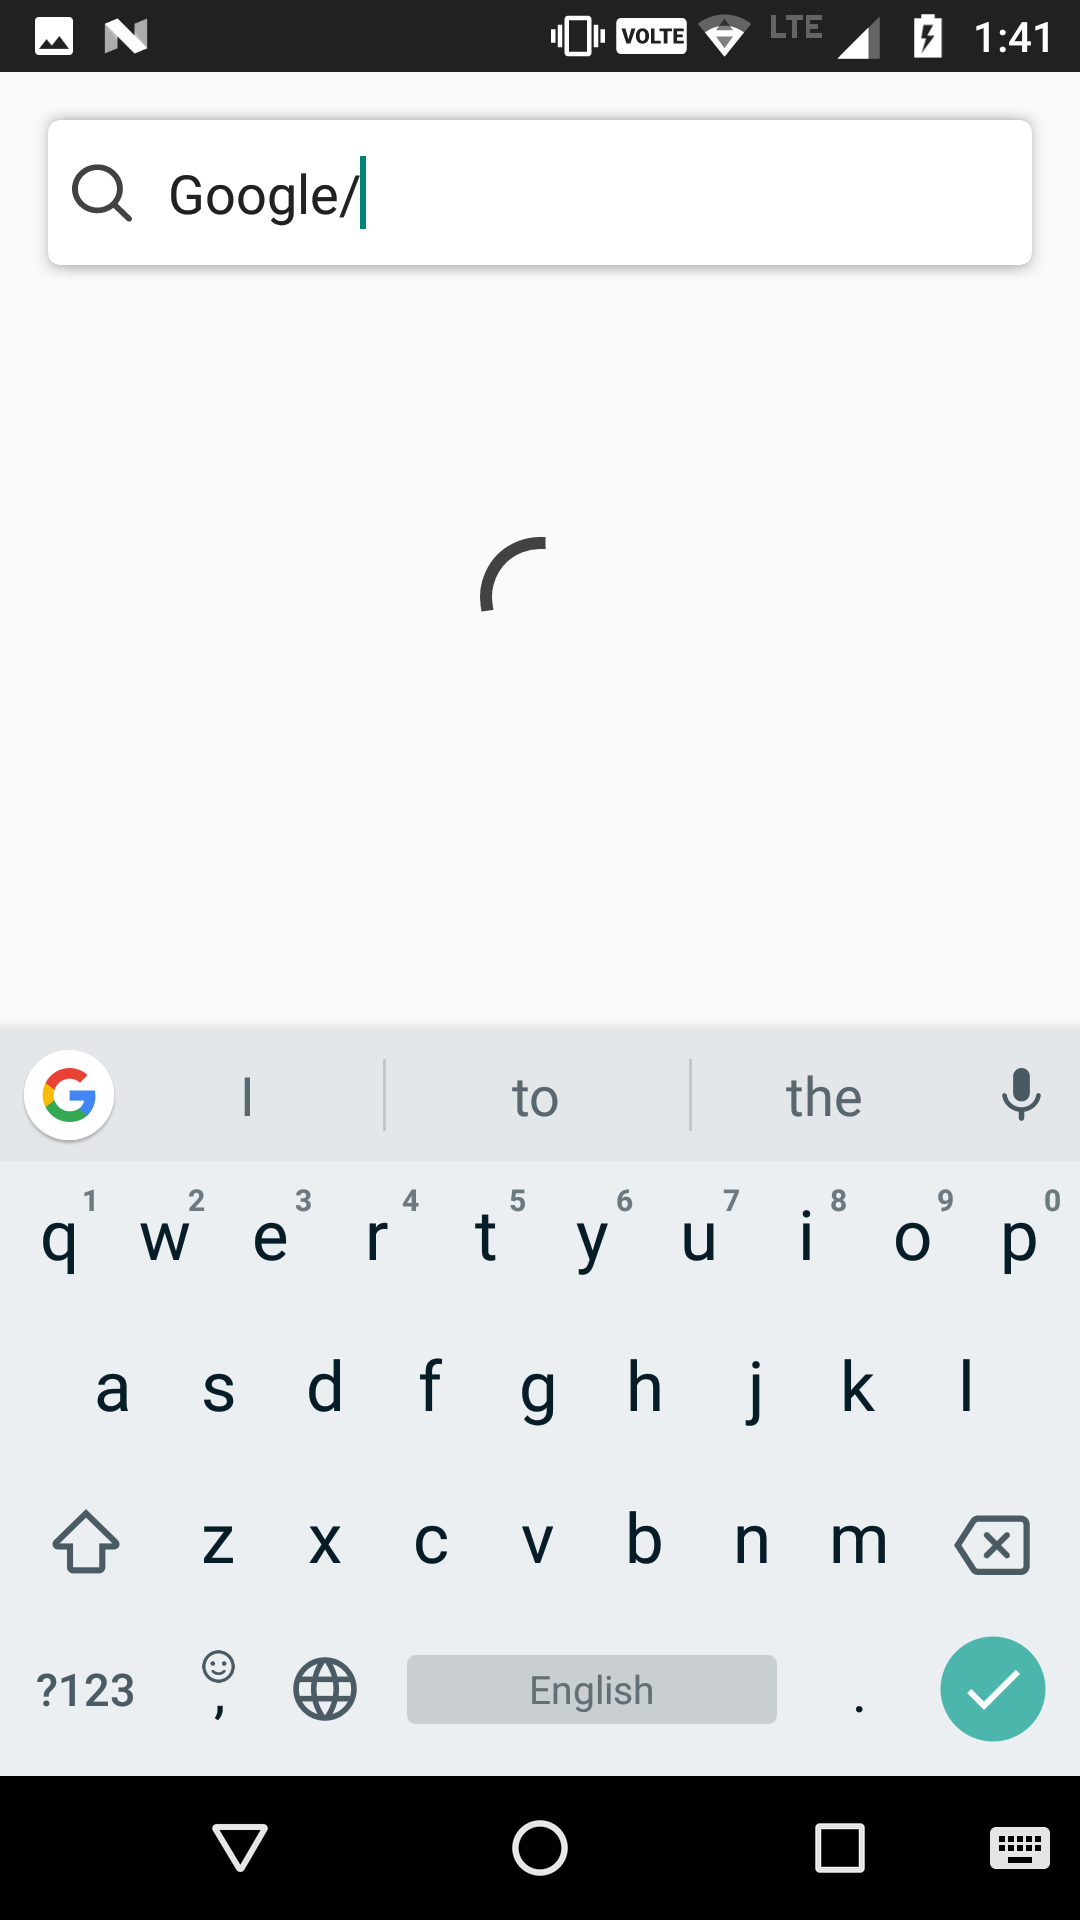 VOLTE LTE 1:41
Google/
I to the
1 2 3 4 5 6 7 8 9 0
q w e r t y u i o p
a s d f g h j k l
z x c v b n m
?123 , English .